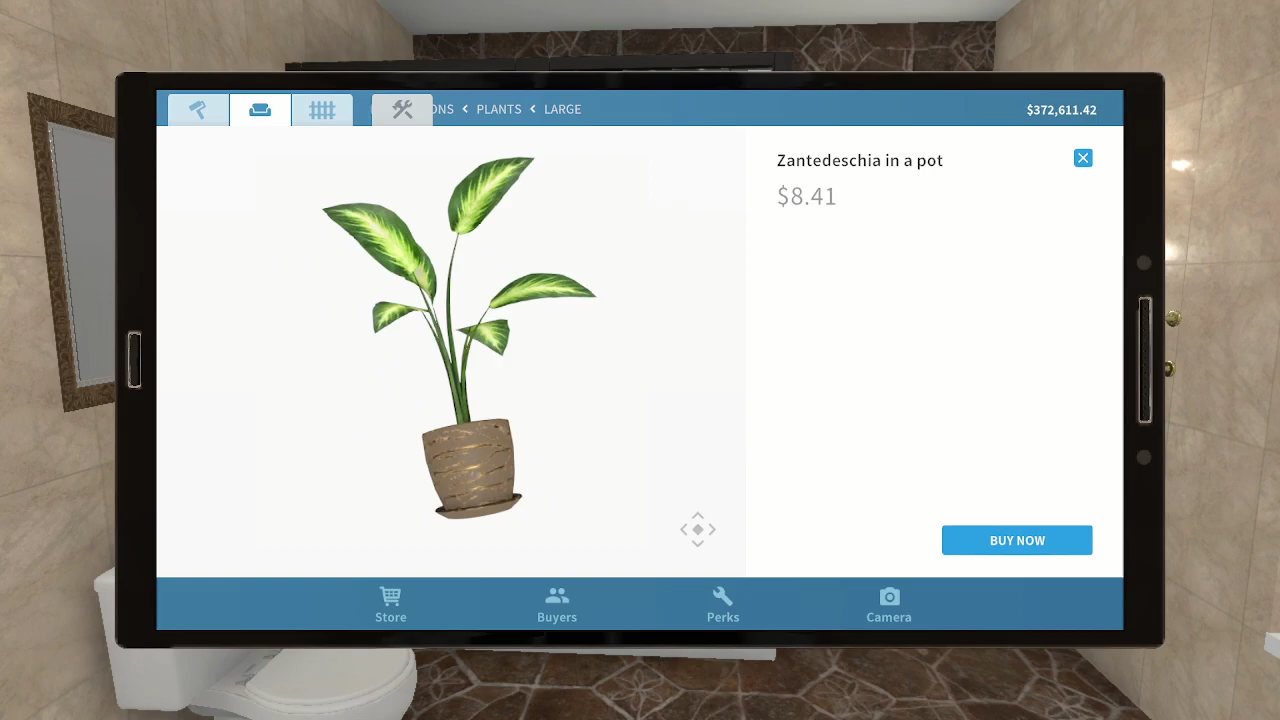 ONS < PLANTS < LARGE
$372,611.42
Zantedeschia in a pot
$8.41
BUY NOW
Store
Buyers
Perks
Camera